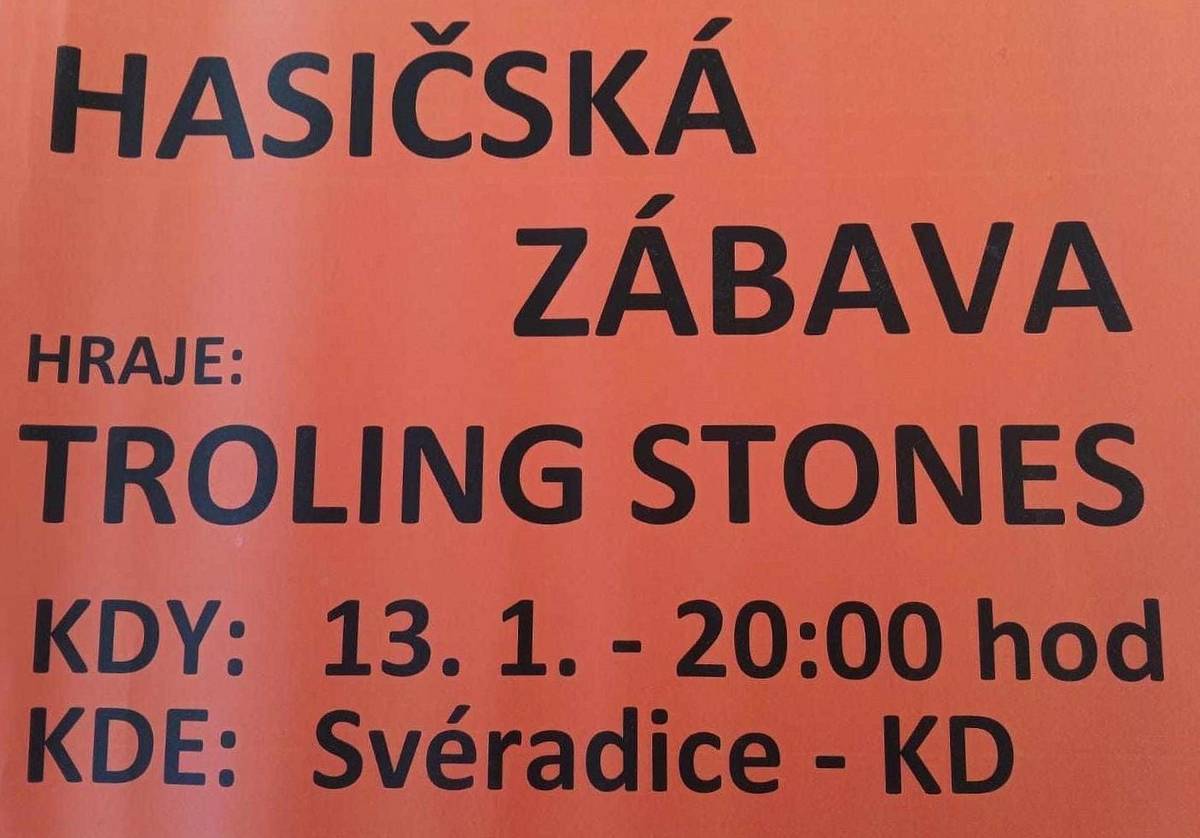 HASIČSKÁ
ZÁBAVA
HRAJE:
TROLING STONES
KDY: 13. 1. - 20:00 hod
KDE: Svéradice - KD